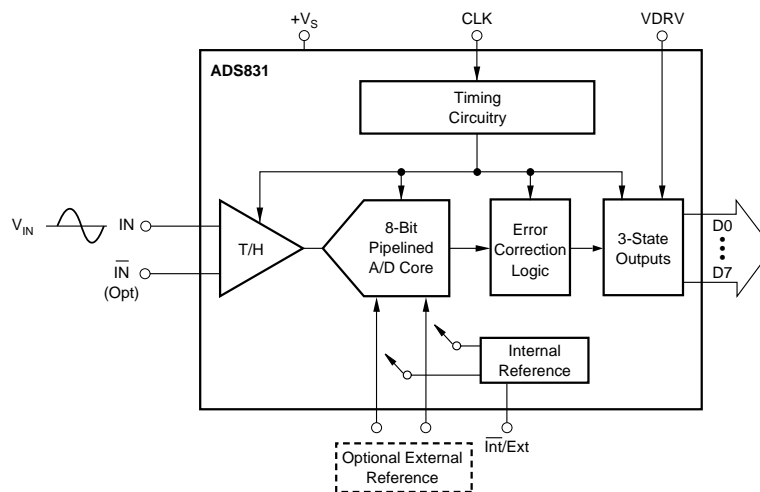 +VS
CLK
VDRV
ADS831
Timing
Circuitry
VIN
IN
IN
(Opt)
T/H
8-Bit
Pipelined
A/D Core
Error
Correction
Logic
3-State
Outputs
D0
D7
Internal
Reference
Int/Ext
Optional External
Reference